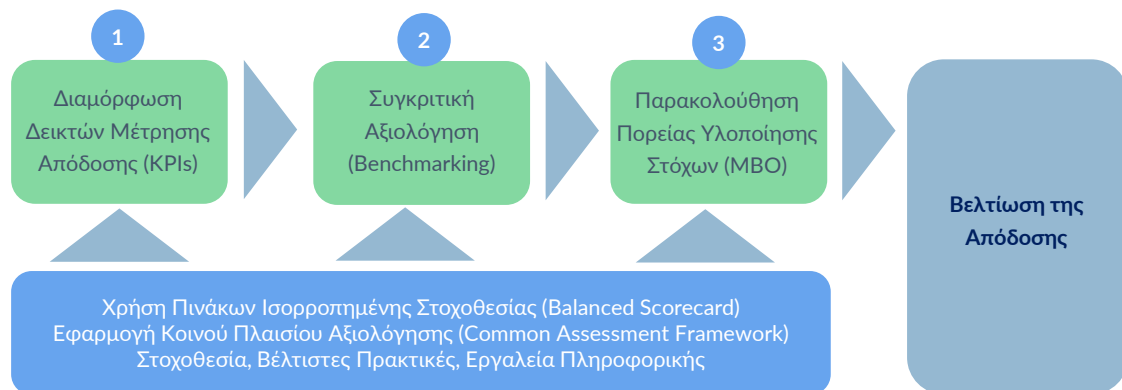 1
Διαμόρφωση
Δεικτών Μέτρησης
Απόδοσης (KPIs)
2
Συγκριτική
Αξιολόγηση
(Benchmarking)
3
Παρακολούθηση
Πορείας Υλοποίησης
Στόχων (MBO)
Βελτίωση της
Απόδοσης
Χρήση Πινάκων Ισορροπημένης Στοχοθεσίας (Balanced Scorecard)
Εφαρμογή Κοινού Πλαισίου Αξιολόγησης (Common Assessment Framework)
Στοχοθεσία, Βέλτιστες Πρακτικές, Εργαλεία Πληροφορικής